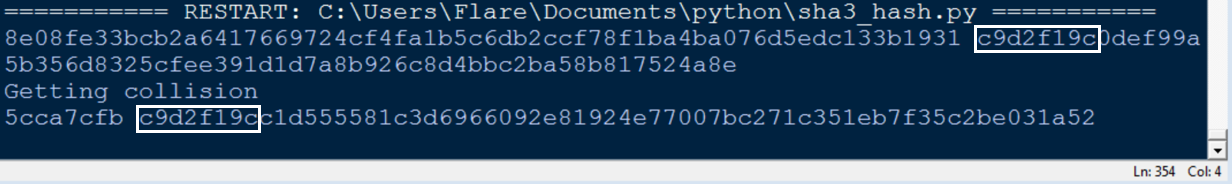 =========== RESTART: C:\Users\Flare\Documents\python\sha3_hash.py ===========
8e08fe33bcb2a6417669724cf4fa1b5c6db2ccf78f1ba4ba076d5edc133b1931 c9d2f19c0def99a
5b356d8325cfee391d1d7a8b926c8d4bbc2ba58b817524a8e
Getting collision
5cca7cfb c9d2f19cc1d555581c3d6966092e81924e77007bc271c351eb7f35c2be031a52
Ln: 354 Col: 4